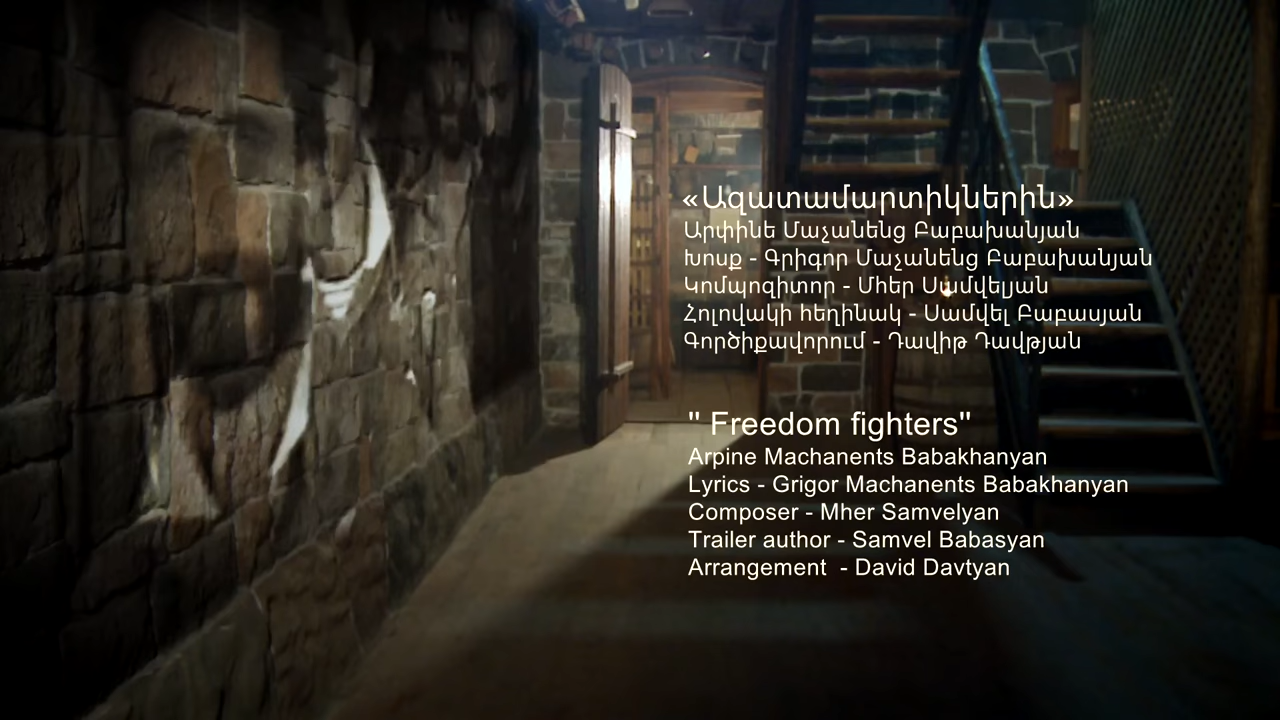 «Ազատամարտիկներին»
Արփինե Մաչանենց Բաբախանյան
Խոսք - Գրիգոր Մաչանենց Բաբախանյան
Կոմպոզիտոր - Մհեր Սամվելյան
Հոլովակի հեղինակ - Սամվել Բաբասյան
Գործիքավորում - Դավիթ Դավթյան
" Freedom fighters"
Arpine Machanents Babakhanyan
Lyrics - Grigor Machanents Babakhanyan
Composer - Mher Samvelyan
Trailer author - Samvel Babasyan
Arrangement  - David Davtyan